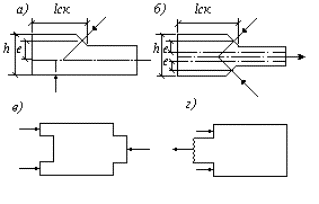 а) lск б) lск
h е h е
е
в) г)